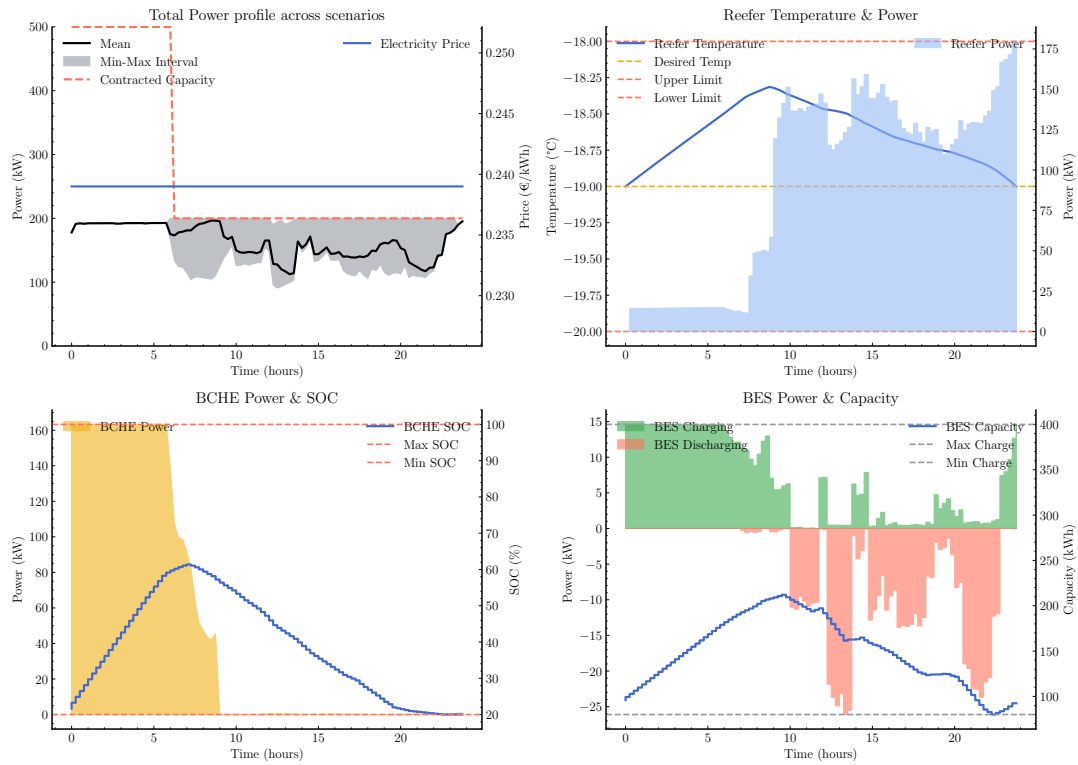 Total Power profile across scenarios
500
400
300
200
100
0
Power (kW)
Mean
Min-Max Interval
Contracted Capacity
Electricity Price
0.250
0.245
0.240
0.235
0.230
Price (€/kWh)
0 5 10 15 20
Time (hours)
Reefer Temperature & Power
−18.00
−18.25
−18.50
−18.75
−19.00
−19.25
−19.50
−19.75
−20.00
Temperature (°C)
Reefer Temperature
Desired Temp
Upper Limit
Lower Limit
Reefer Power
175
150
125
100
75
50
25
0
Power (kW)
0 5 10 15 20
Time (hours)
BCHE Power & SOC
160
140
120
100
80
60
40
20
0
Power (kW)
BCHE Power
BCHE SOC
Max SOC
Min SOC
100
90
80
70
60
50
40
30
20
SOC (%)
0 5 10 15 20
Time (hours)
BES Power & Capacity
15
10
5
0
−5
−10
−15
−20
−25
Power (kW)
BES Charging
BES Discharging
BES Capacity
Max Charge
Min Charge
400
350
300
250
200
150
100
Capacity (kWh)
0 5 10 15 20
Time (hours)